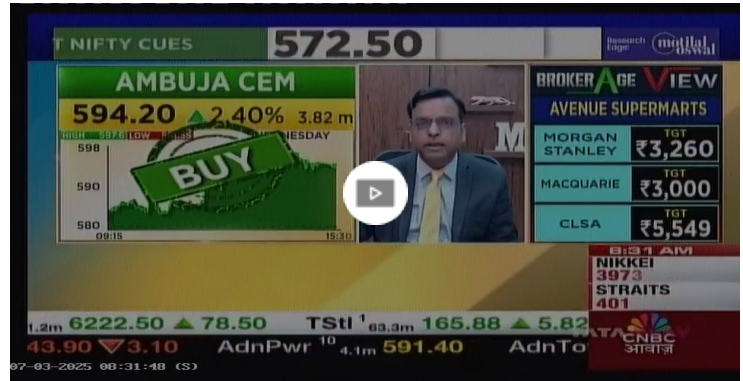 T NIFTY CUES
572.50
Research Edge:
motilal oswal
AMBUJA CEM
594.20 ▲ 2.40% 3.82 m
HIGH 597.6 LOW
598
590
580
09:15
15:30
BUY
M
BROKERAGE VIEW
AVENUE SUPERMARTS
MORGAN STANLEY
TGT
₹3,260
MACQUARIE
TGT
₹3,000
CLSA
TGT
₹5,549
8:31 AM
NIKKEI
3973
STRAITS
401
1.2m 6222.50 ▲ 78.50 TStl 1 63.3m 165.88 ▲ 5.82
43.90 ▼ 3.10 AdnPwr 10 4.1m 591.40 AdnTo
CNBC
आवाज़
07-03-2025 08:31:48 (S)